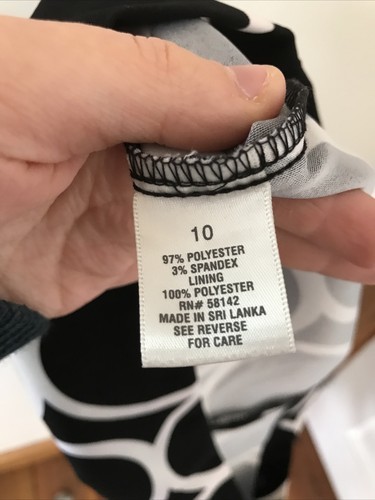 10
97% POLYESTER
3% SPANDEX
LINING
100% POLYESTER
RN# 58142
MADE IN SRI LANKA
SEE REVERSE
FOR CARE